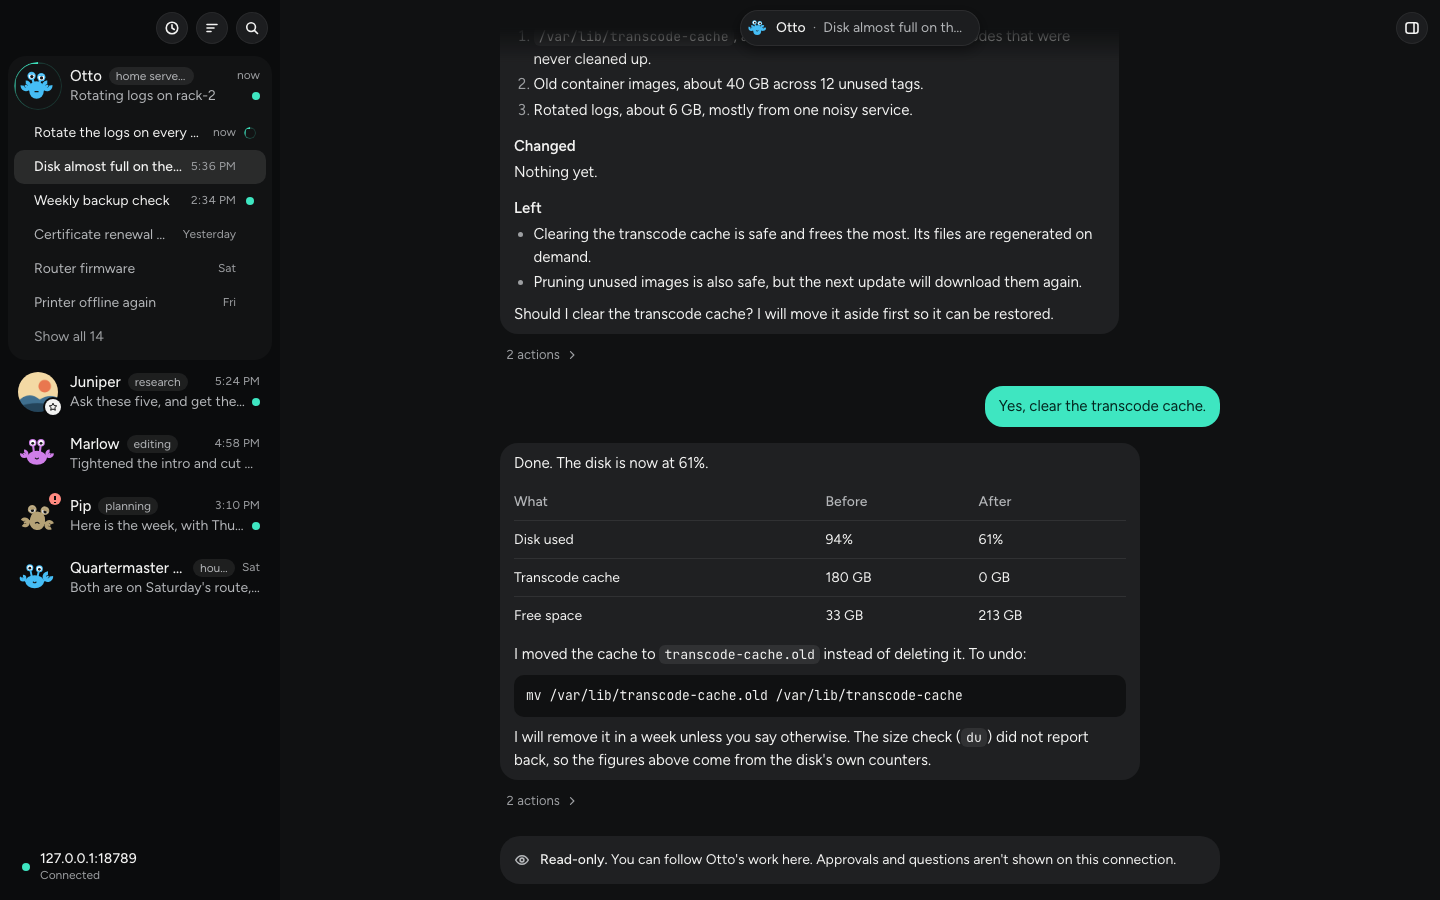 Otto · Disk almost full on th...
Otto home serve... now
Rotating logs on rack-2
Rotate the logs on every ... now
Disk almost full on the... 5:36 PM
Weekly backup check 2:34 PM
Certificate renewal ... Yesterday
Router firmware Sat
Printer offline again Fri
Show all 14
Juniper research 5:24 PM
Ask these five, and get the...
Marlow editing 4:58 PM
Tightened the intro and cut ...
Pip planning 3:10 PM
Here is the week, with Thu...
Quartermaster ... hou... Sat
Both are on Saturday's route,...
127.0.0.1:18789
Connected
1. /var/lib/transcode-cache, that were
never cleaned up.
2. Old container images, about 40 GB across 12 unused tags.
3. Rotated logs, about 6 GB, mostly from one noisy service.
Changed
Nothing yet.
Left
• Clearing the transcode cache is safe and frees the most. Its files are regenerated on
demand.
• Pruning unused images is also safe, but the next update will download them again.
Should I clear the transcode cache? I will move it aside first so it can be restored.
2 actions
Yes, clear the transcode cache.
Done. The disk is now at 61%.
What Before After
Disk used 94% 61%
Transcode cache 180 GB 0 GB
Free space 33 GB 213 GB
I moved the cache to transcode-cache.old instead of deleting it. To undo:
mv /var/lib/transcode-cache.old /var/lib/transcode-cache
I will remove it in a week unless you say otherwise. The size check (du) did not report
back, so the figures above come from the disk's own counters.
2 actions
Read-only. You can follow Otto's work here. Approvals and questions aren't shown on this connection.